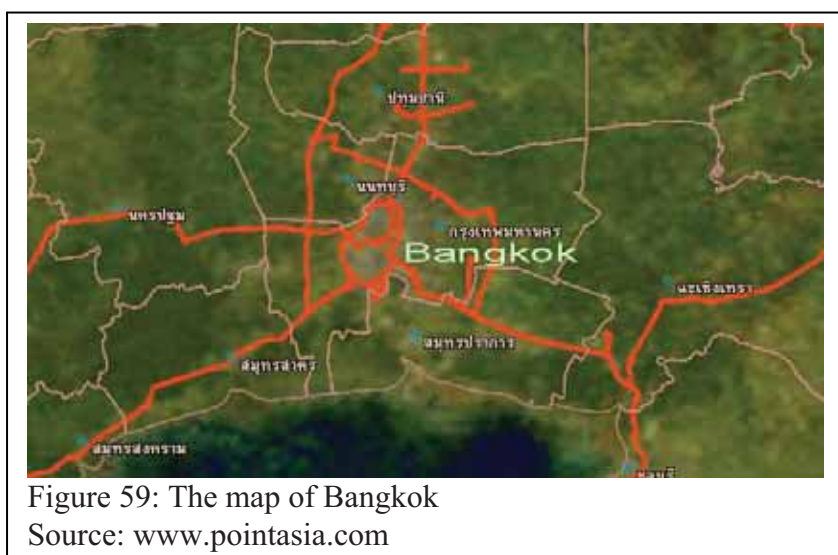 ปทุมธานี
นนทบุรี
นครปฐม
กรุงเทพมหานคร
Bangkok
ฉะเชิงเทรา
สมุทรปราการ
สมุทรสาคร
สมุทรสงคราม
ชลบุรี
Figure 59: The map of Bangkok
Source: www.pointasia.com